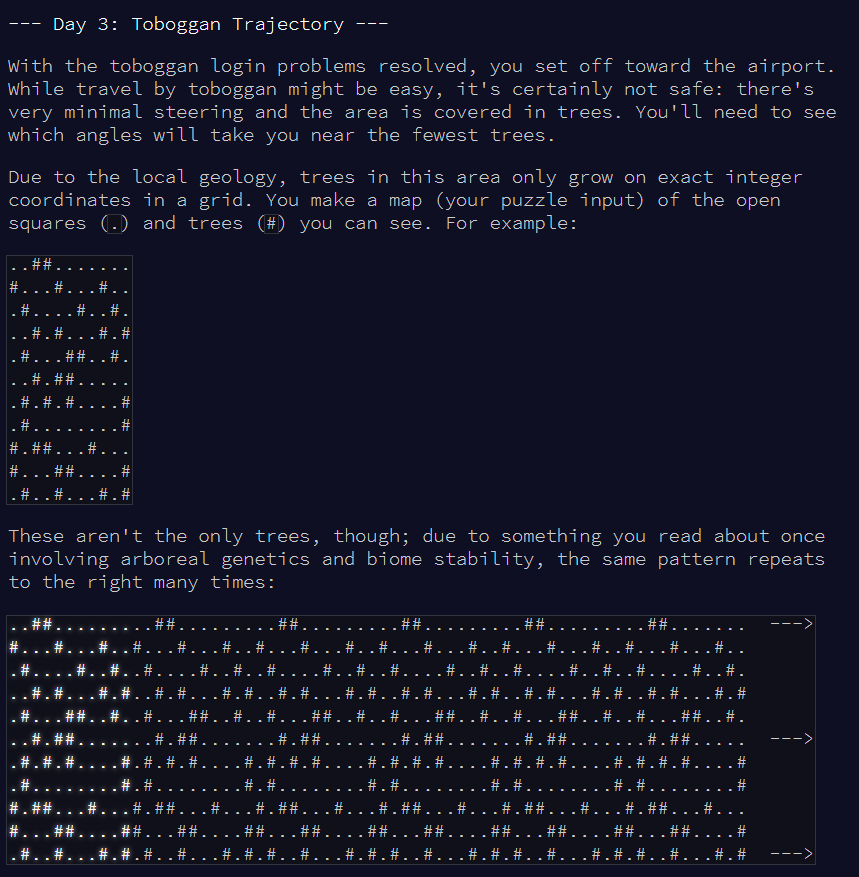 --- Day 3: Toboggan Trajectory ---
With the toboggan login problems resolved, you set off toward the airport.
While travel by toboggan might be easy, it's certainly not safe: there's
very minimal steering and the area is covered in trees. You'll need to see
which angles will take you near the fewest trees.
Due to the local geology, trees in this area only grow on exact integer
coordinates in a grid. You make a map (your puzzle input) of the open
squares (.) and trees (#) you can see. For example:
..##.......
#...#...#..
.#....#..#.
..#.#...#.#
.#...##..#.
..#.##.....
.#.#.#....#
.#........#
#.##...#...
#...##....#
.#..#...#.#
These aren't the only trees, though; due to something you read about once
involving arboreal genetics and biome stability, the same pattern repeats
to the right many times:
..##.........##.........##.........##.........##.........##.......  --->
#...#...#..#...#...#..#...#...#..#...#...#..#...#...#..#...#...#..
.#....#..#..#....#..#..#....#..#..#....#..#..#....#..#..#....#..#.
..#.#...#.#..#.#...#.#..#.#...#.#..#.#...#.#..#.#...#.#..#.#...#.#
.#...##..#..#...##..#..#...##..#..#...##..#..#...##..#..#...##..#.
..#.##.......#.##.......#.##.......#.##.......#.##.......#.##.....  --->
.#.#.#....#.#.#.#....#.#.#.#....#.#.#.#....#.#.#.#....#.#.#.#....#
.#........#.#........#.#........#.#........#.#........#.#........#
#.##...#...#.##...#...#.##...#...#.##...#...#.##...#...#.##...#...
#...##....##...##....##...##....##...##....##...##....##...##....#
.#..#...#.#.#..#...#.#.#..#...#.#.#..#...#.#.#..#...#.#.#..#...#.#  --->